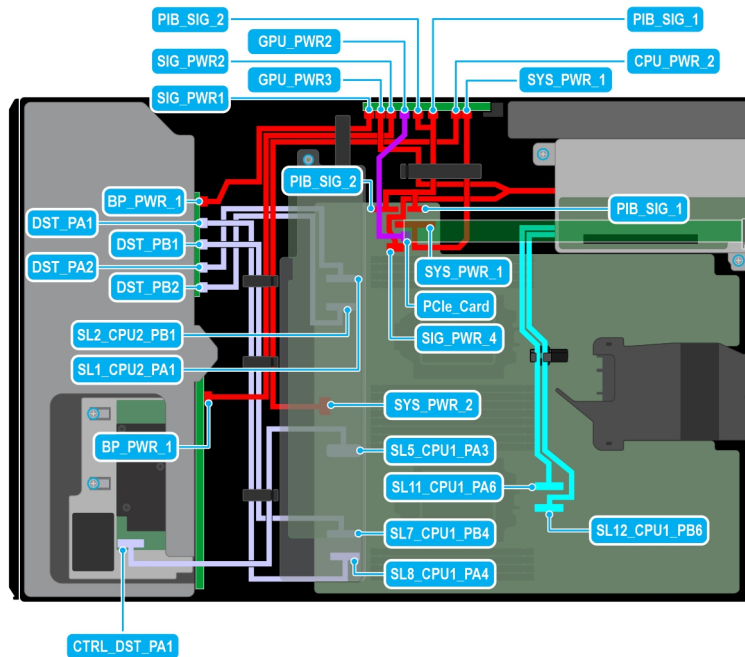 PIB_SIG_2
PIB_SIG_1
GPU_PWR2
SIG_PWR2
CPU_PWR_2
GPU_PWR3
SYS_PWR_1
SIG_PWR1
PIB_SIG_2
BP_PWR_1
PIB_SIG_1
DST_PA1
DST_PB1
DST_PA2
SYS_PWR_1
DST_PB2
PCIe_Card
SL2_CPU2_PB1
SIG_PWR_4
SL1_CPU2_PA1
SYS_PWR_2
BP_PWR_1
SL5_CPU1_PA3
SL11_CPU1_PA6
SL7_CPU1_PB4
SL12_CPU1_PB6
SL8_CPU1_PA4
CTRL_DST_PA1